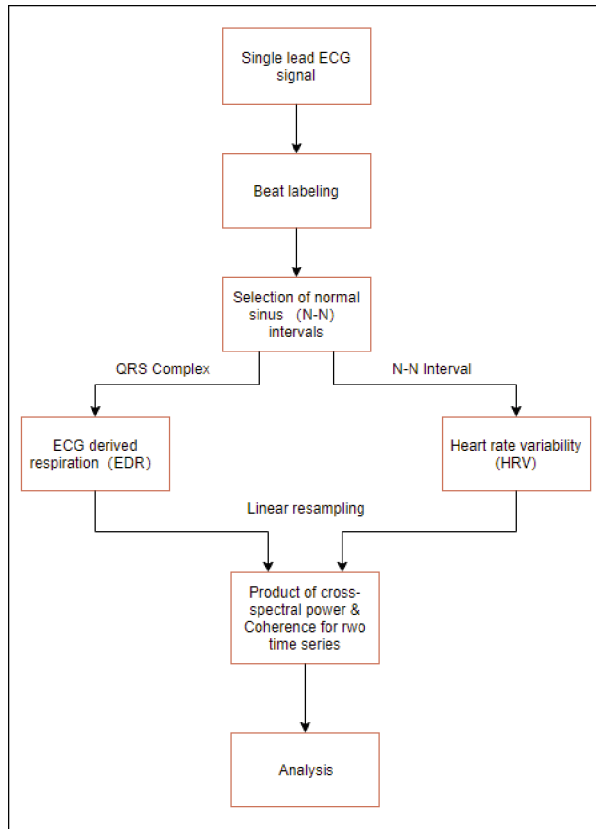 Single lead ECG
signal
Beat labeling
Selection of normal
sinus （N-N）
intervals
QRS Complex
N-N Interval
ECG derived
respiration（EDR）
Heart rate variability
（HRV）
Linear resampling
Product of cross-
spectral power &
Coherence for rwo
time series
Analysis